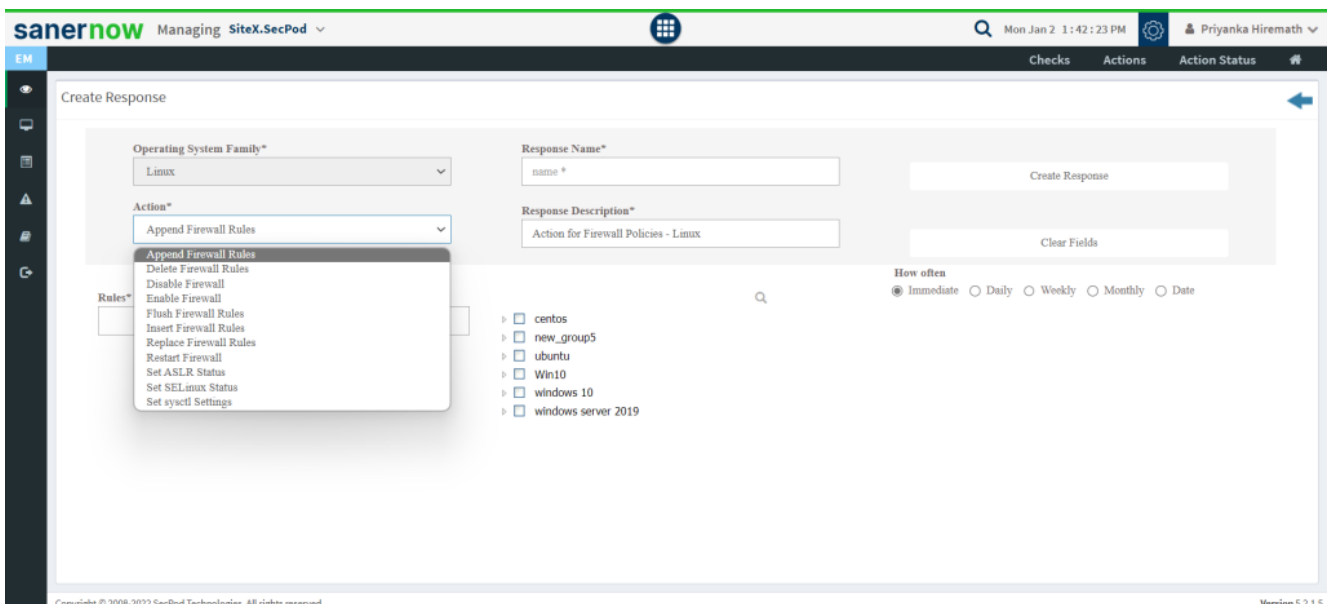 sanernow Managing SiteX.SecPod
Mon Jan 2 1:42:23 PM
Priyanka Hiremath
EM
Checks Actions Action Status
Create Response
Operating System Family*
Linux
Response Name*
name *
Create Response
Action*
Append Firewall Rules
Response Description*
Action for Firewall Policies - Linux
Clear Fields
Append Firewall Rules
Delete Firewall Rules
Disable Firewall
Enable Firewall
Flush Firewall Rules
Insert Firewall Rules
Replace Firewall Rules
Restart Firewall
Set ASLR Status
Set SELinux Status
Set sysctl Settings
Rules*
centos
new_group5
ubuntu
Win10
windows 10
windows server 2019
How often
Immediate Daily Weekly Monthly Date
Copyright © 2008-2022 SecPod Technologies. All rights reserved.
Version 5.2.1.5